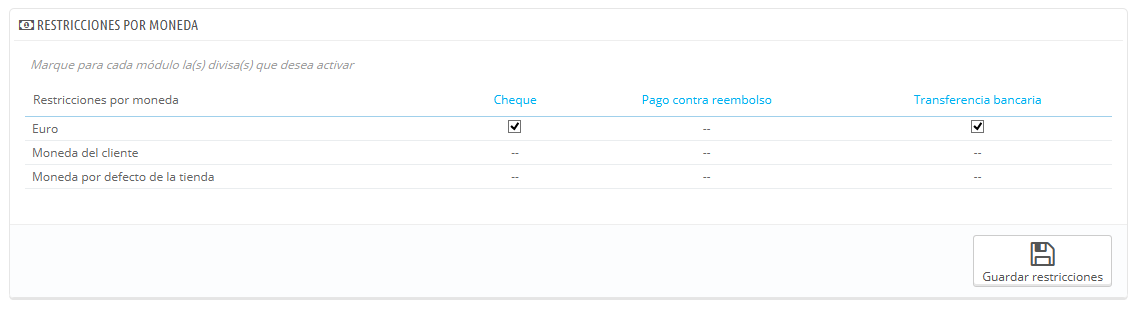 RESTRICCIONES POR MONEDA
Marque para cada módulo la(s) divisa(s) que desea activar
Restricciones por moneda Cheque Pago contra reembolso Transferencia bancaria
Euro --
Moneda del cliente -- -- --
Moneda por defecto de la tienda -- -- --
Guardar restricciones